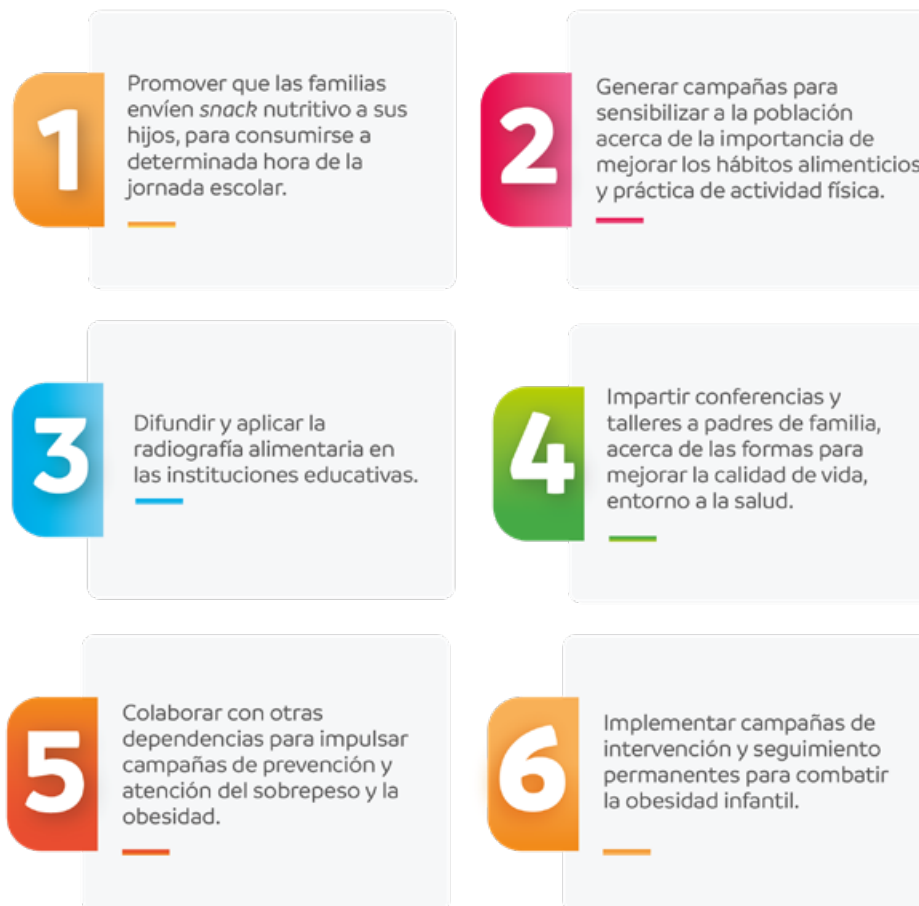 1
Promover que las familias
envíen snack nutritivo a sus
hijos, para consumirse a
determinada hora de la
jornada escolar.
2
Generar campañas para
sensibilizar a la población
acerca de la importancia de
mejorar los hábitos alimenticios
y práctica de actividad física.
3
Difundir y aplicar la
radiografía alimentaria en
las instituciones educativas.
4
Impartir conferencias y
talleres a padres de familia,
acerca de las formas para
mejorar la calidad de vida,
entorno a la salud.
5
Colaborar con otras
dependencias para impulsar
campañas de prevención y
atención del sobrepeso y la
obesidad.
6
Implementar campañas de
intervención y seguimiento
permanentes para combatir
la obesidad infantil.